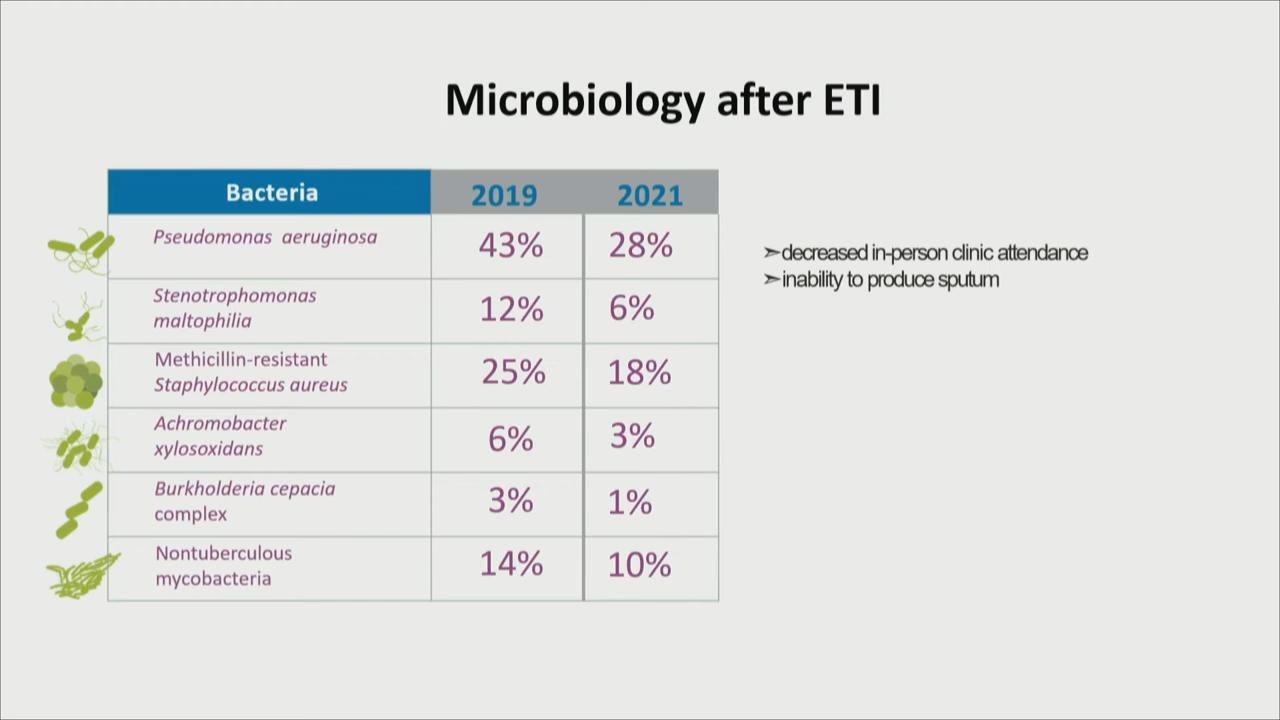 Microbiology after ETI
Bacteria 2019 2021
Pseudomonas aeruginosa 43% 28%
Stenotrophomonas
maltophilia 12% 6%
Methicillin-resistant
Staphylococcus aureus 25% 18%
Achromobacter
xylosoxidans 6% 3%
Burkholderia cepacia
complex 3% 1%
Nontuberculous
mycobacteria 14% 10%
➣decreased in-person clinic attendance
➣inability to produce sputum